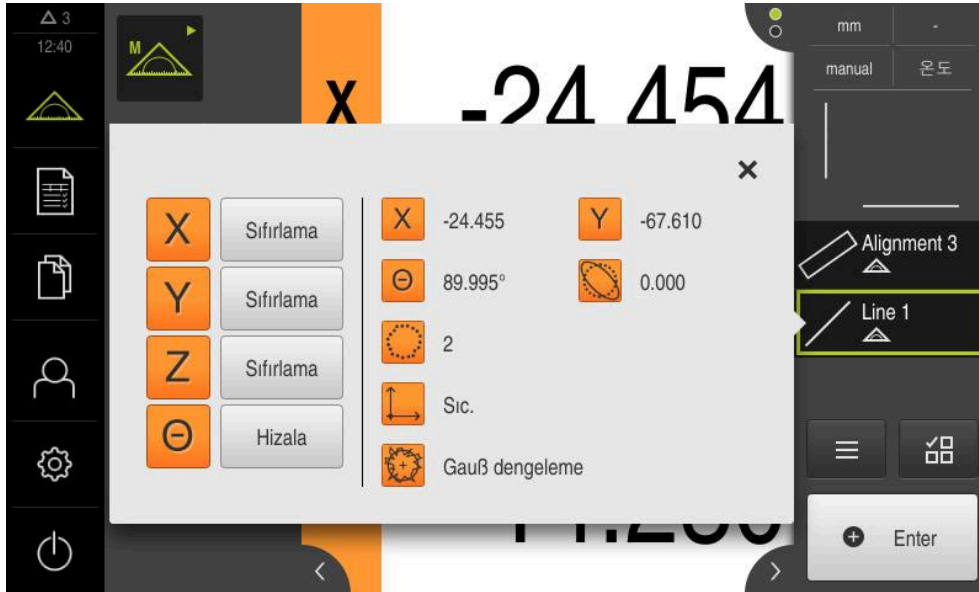 3
12:40
M
X
-24.454
mm
-
manual
온도
X
Sıfırlama
Y
Sıfırlama
Z
Sıfırlama
Θ
Hizala
X
-24.455
Y
-67.610
Θ
89.995°
0.000
2
Sıc.
Gauß dengeleme
Alignment 3
Line 1
Enter